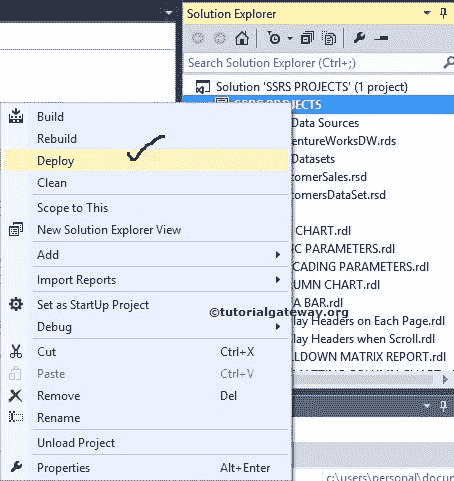 Solution Explorer
Search Solution Explorer (Ctrl+;)
Solution 'SSRS PROJECTS' (1 project)
SSRS PROJECTS
Data Sources
ventureWorksDW.rds
Datasets
tomerSales.rsd
tomersDataSet.rsd
CHART.rdl
C PARAMETERS.rdl
CADING PARAMETERS.rdl
UMN CHART.rdl
A BAR.rdl
lay Headers on Each Page.rdl
lay Headers when Scroll.rdl
LLDOWN MATRIX REPORT.rdl
Build
Rebuild
Deploy
Clean
Scope to This
New Solution Explorer View
Add
Import Reports
Set as StartUp Project
Debug
Cut Ctrl+X
Paste Ctrl+V
Remove Del
Rename
Unload Project
Properties Alt+Enter
©tutorialgateway.org
c:\users\personal\docum